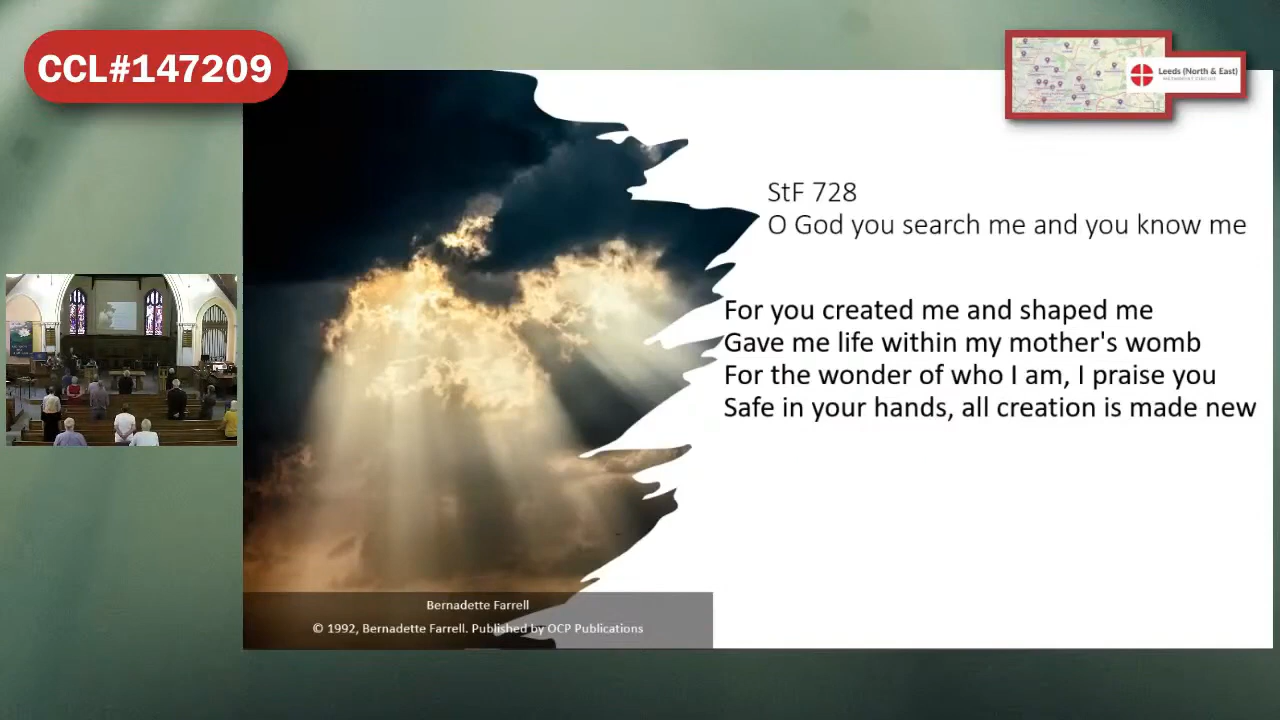 CCL#147209
Leeds (North & East)
StF 728
O God you search me and you know me
For you created me and shaped me
Gave me life within my mother's womb
For the wonder of who I am, I praise you
Safe in your hands, all creation is made new
Bernadette Farrell
© 1992, Bernadette Farrell. Published by OCP Publications